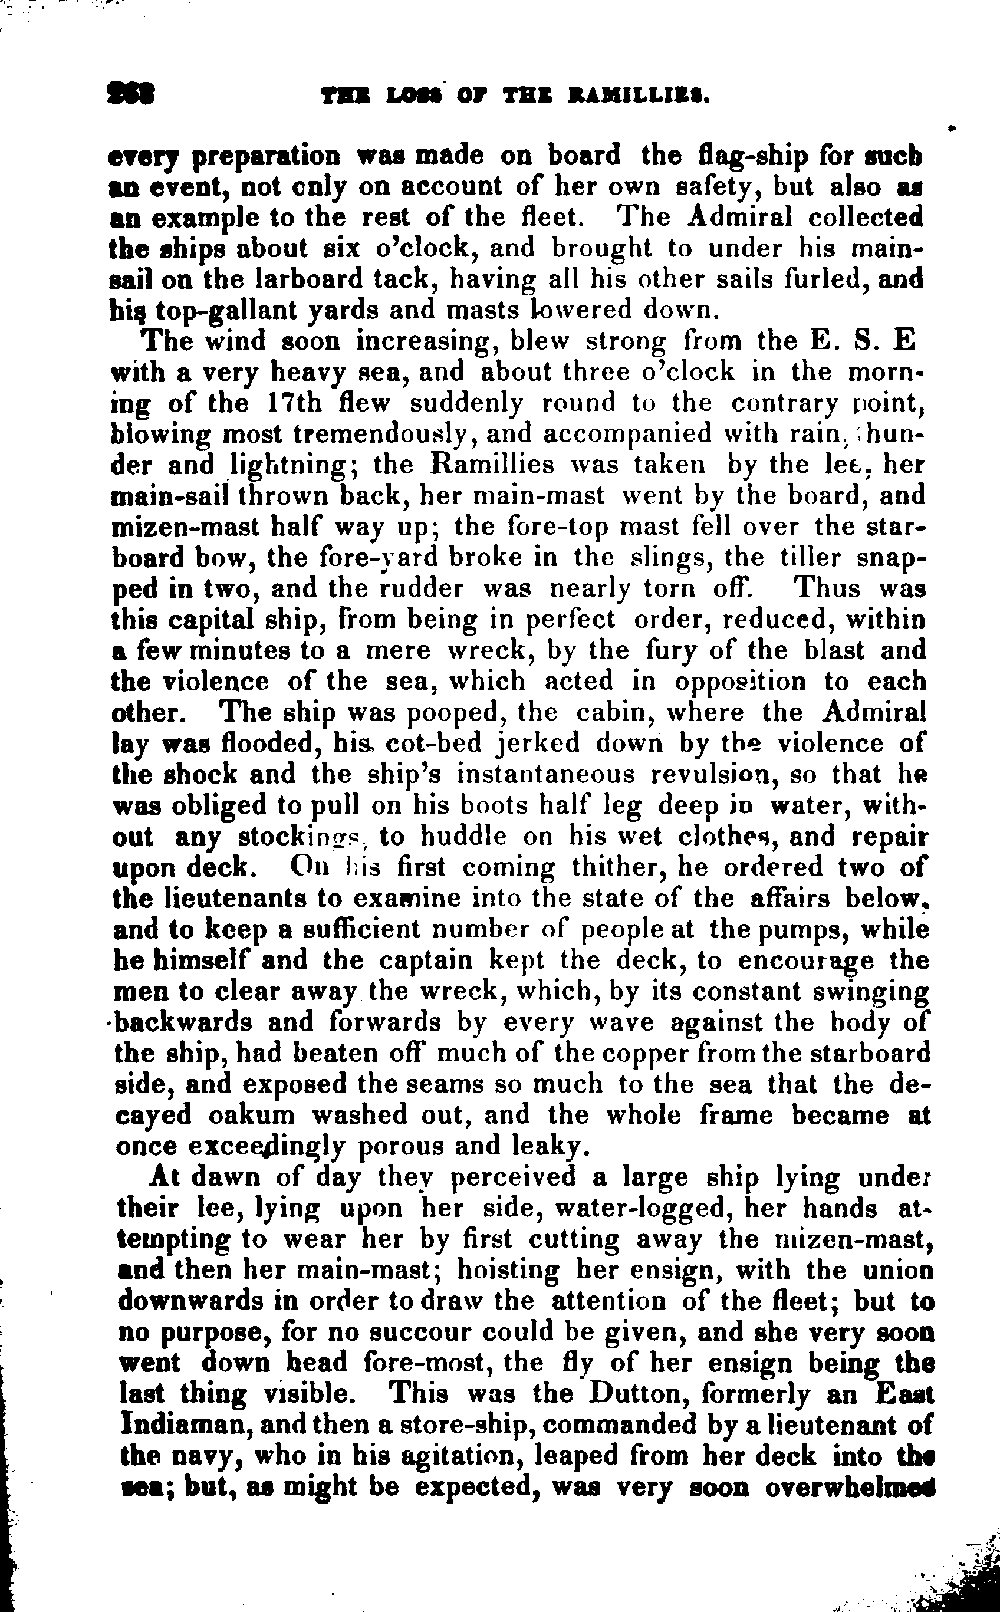 268 THE LOSS OF THE RAMILLIES.
every preparation was made on board the flag-ship for such
an event, not only on account of her own safety, but also as
an example to the rest of the fleet. The Admiral collected
the ships about six o'clock, and brought to under his main-
sail on the larboard tack, having all his other sails furled, and
his top-gallant yards and masts lowered down.
The wind soon increasing, blew strong from the E. S. E
with a very heavy sea, and about three o'clock in the morn-
ing of the 17th flew suddenly round to the contrary point,
blowing most tremendously, and accompanied with rain, thun-
der and lightning; the Ramillies was taken by the lee, her
main-sail thrown back, her main-mast went by the board, and
mizen-mast half way up; the fore-top mast fell over the star-
board bow, the fore-yard broke in the slings, the tiller snap-
ped in two, and the rudder was nearly torn off. Thus was
this capital ship, from being in perfect order, reduced, within
a few minutes to a mere wreck, by the fury of the blast and
the violence of the sea, which acted in opposition to each
other. The ship was pooped, the cabin, where the Admiral
lay was flooded, his cot-bed jerked down by the violence of
the shock and the ship's instantaneous revulsion, so that he
was obliged to pull on his boots half leg deep in water, with-
out any stockings, to huddle on his wet clothes, and repair
upon deck. On his first coming thither, he ordered two of
the lieutenants to examine into the state of the affairs below,
and to keep a sufficient number of people at the pumps, while
he himself and the captain kept the deck, to encourage the
men to clear away the wreck, which, by its constant swinging
backwards and forwards by every wave against the body of
the ship, had beaten off much of the copper from the starboard
side, and exposed the seams so much to the sea that the de-
cayed oakum washed out, and the whole frame became at
once exceedingly porous and leaky.
At dawn of day they perceived a large ship lying under
their lee, lying upon her side, water-logged, her hands at-
tempting to wear her by first cutting away the mizen-mast,
and then her main-mast; hoisting her ensign, with the union
downwards in order to draw the attention of the fleet; but to
no purpose, for no succour could be given, and she very soon
went down head fore-most, the fly of her ensign being the
last thing visible. This was the Dutton, formerly an East
Indiaman, and then a store-ship, commanded by a lieutenant of
the navy, who in his agitation, leaped from her deck into the
sea; but, as might be expected, was very soon overwhelmed